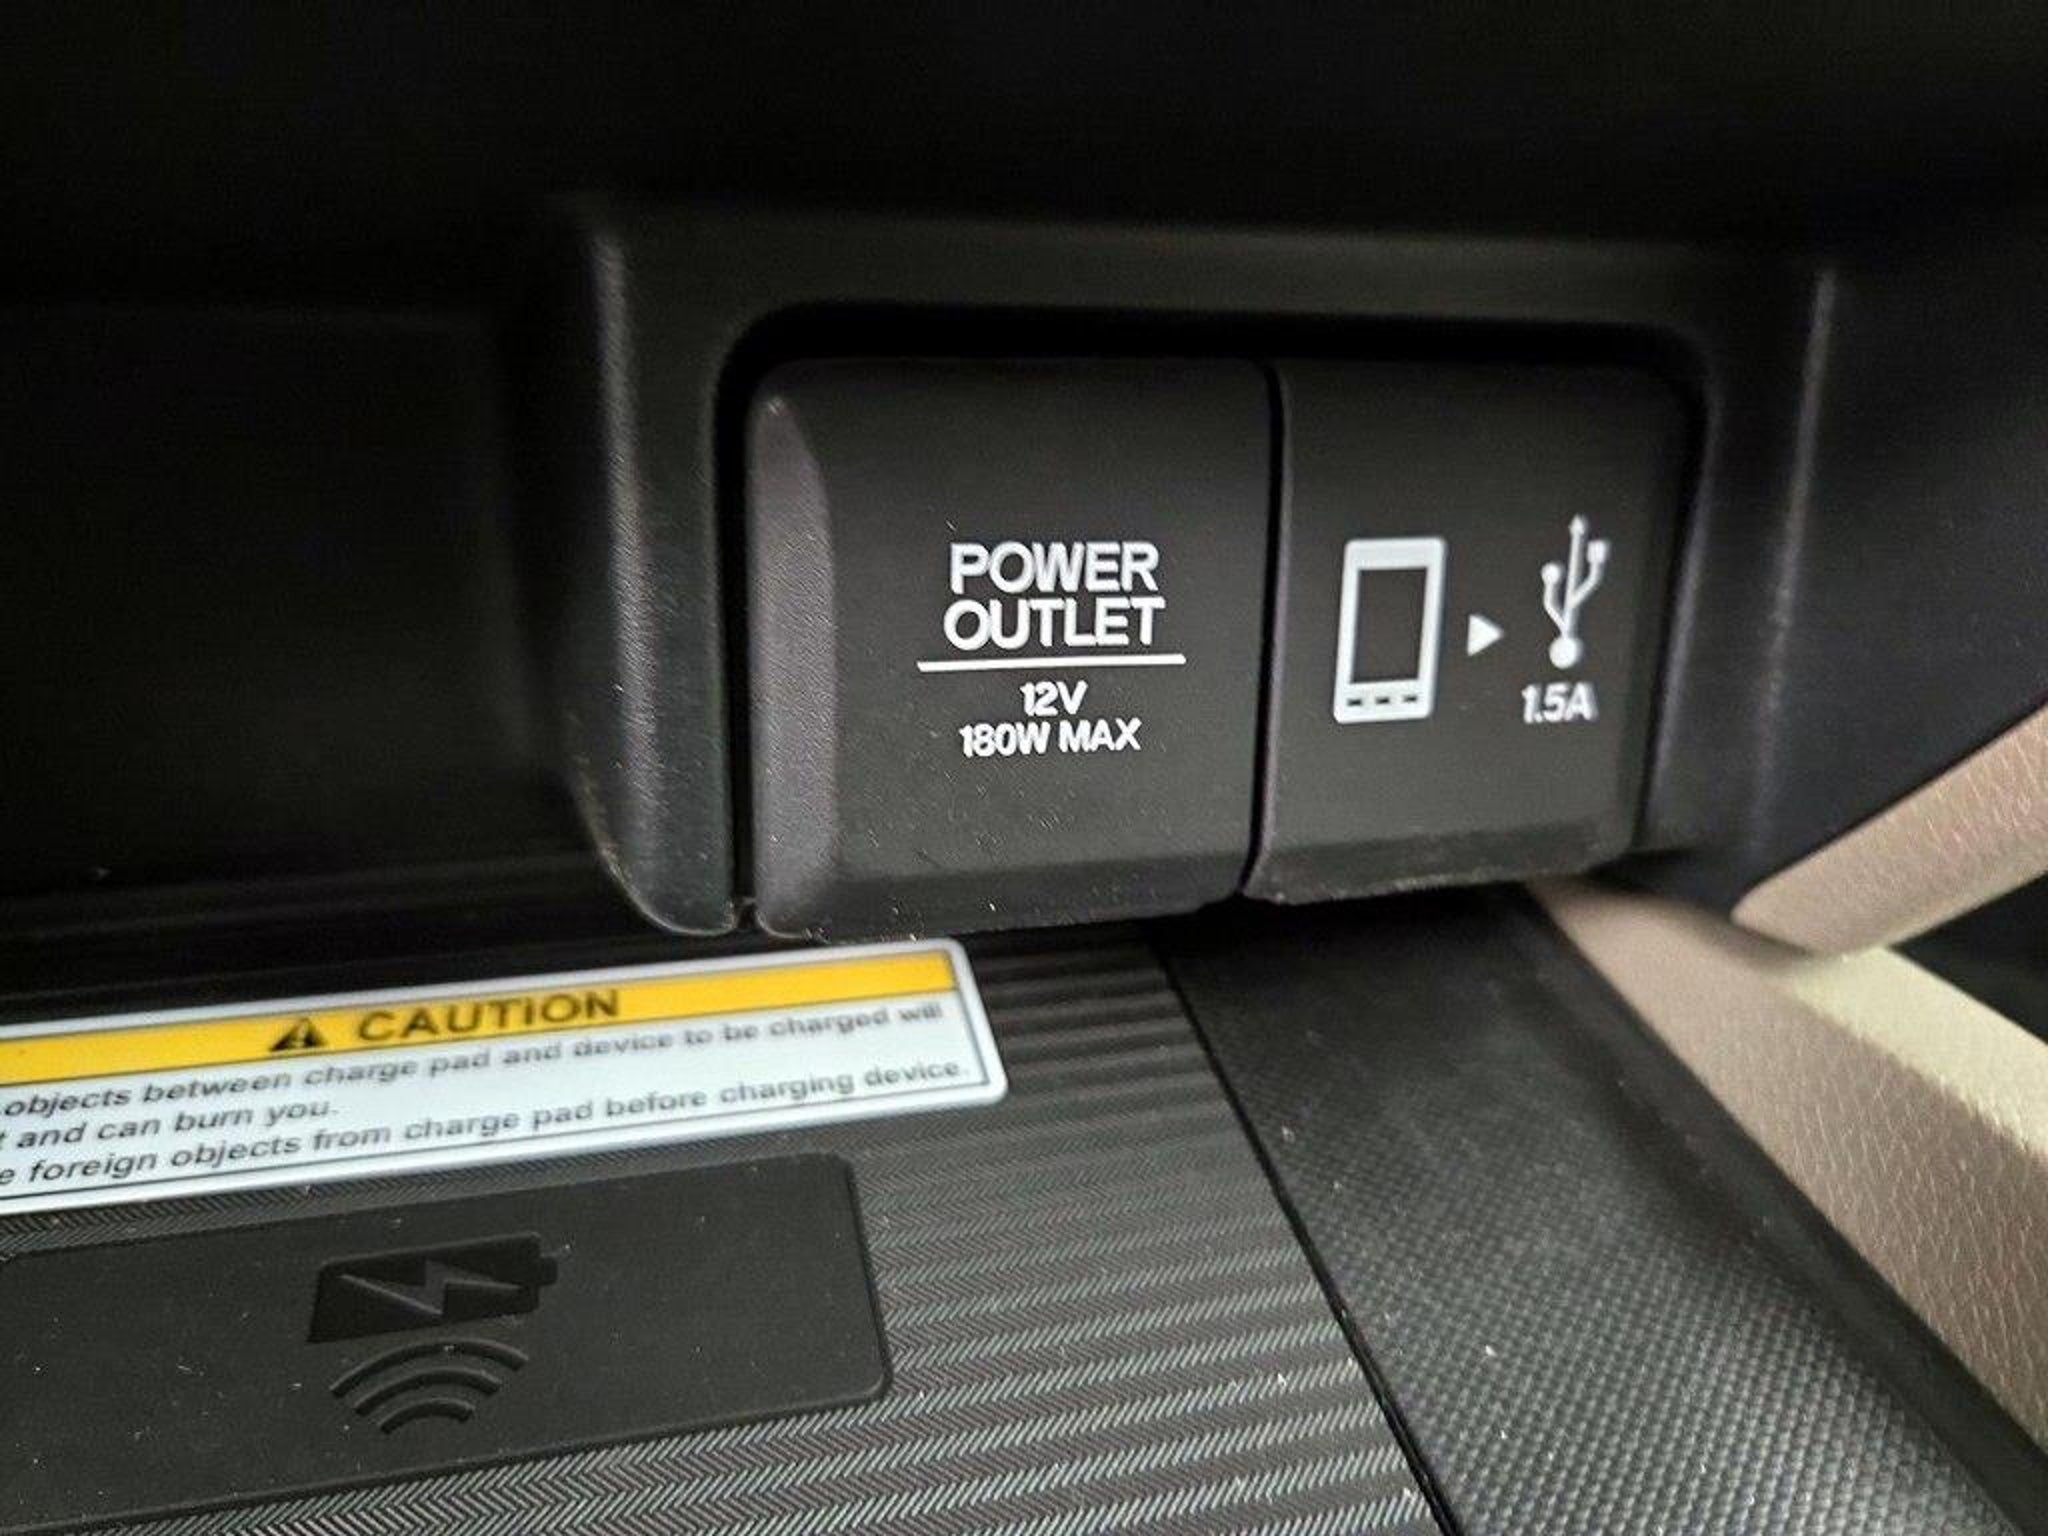 POWER
OUTLET
12V
180W MAX
1.5A
CAUTION
objects between charge pad and device to be charged will
and can burn you.
foreign objects from charge pad before charging device.